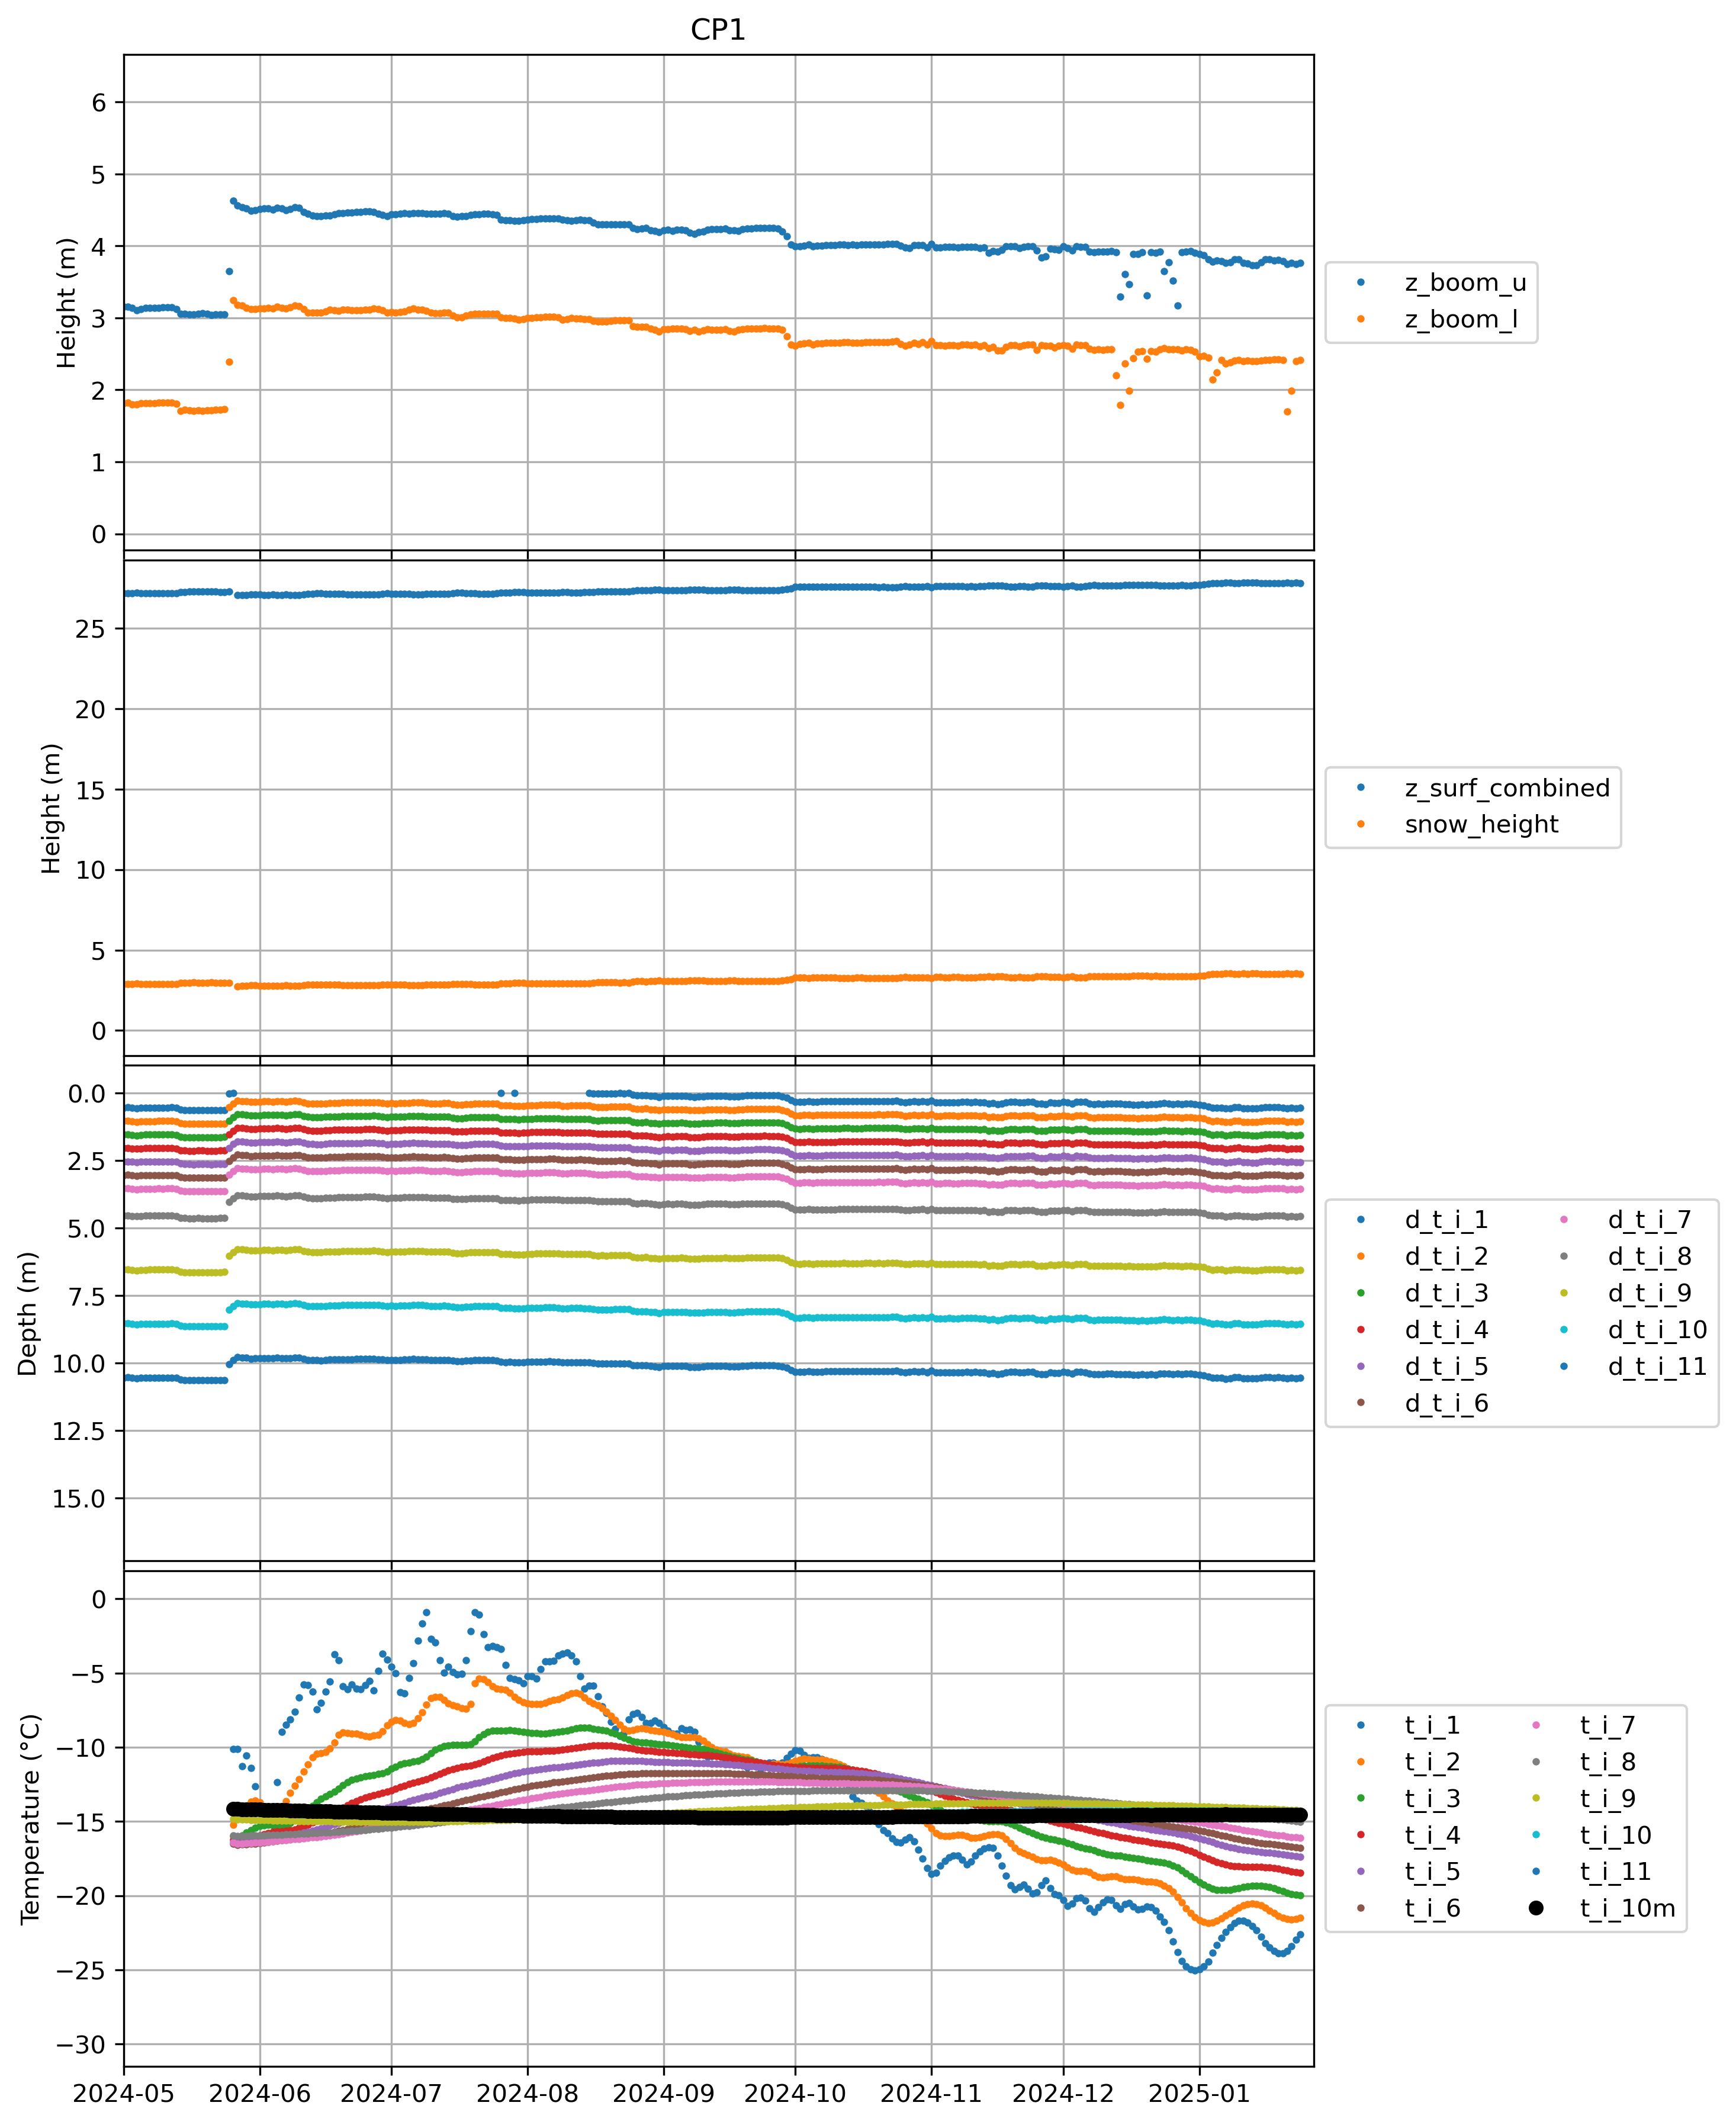 CP1
6
5
4
3
2
1
0
Height (m)
z_boom_u
z_boom_l
25
20
15
10
5
0
Height (m)
z_surf_combined
snow_height
0.0
2.5
5.0
7.5
10.0
12.5
15.0
Depth (m)
d_t_i_1
d_t_i_2
d_t_i_3
d_t_i_4
d_t_i_5
d_t_i_6
d_t_i_7
d_t_i_8
d_t_i_9
d_t_i_10
d_t_i_11
0
−5
−10
−15
−20
−25
−30
Temperature (°C)
t_i_1
t_i_2
t_i_3
t_i_4
t_i_5
t_i_6
t_i_7
t_i_8
t_i_9
t_i_10
t_i_11
t_i_10m
2024-05 2024-06 2024-07 2024-08 2024-09 2024-10 2024-11 2024-12 2025-01